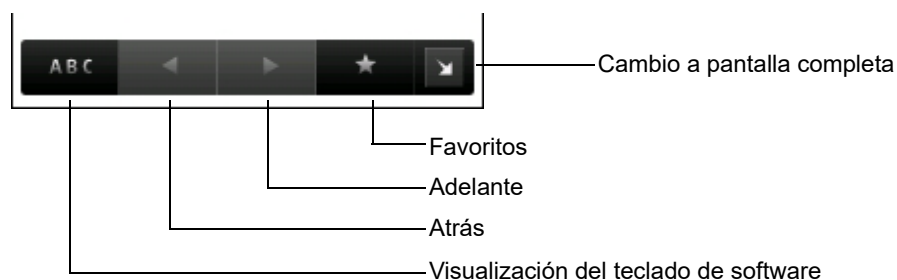 ABC
Cambio a pantalla completa
Favoritos
Adelante
Atrás
Visualización del teclado de software